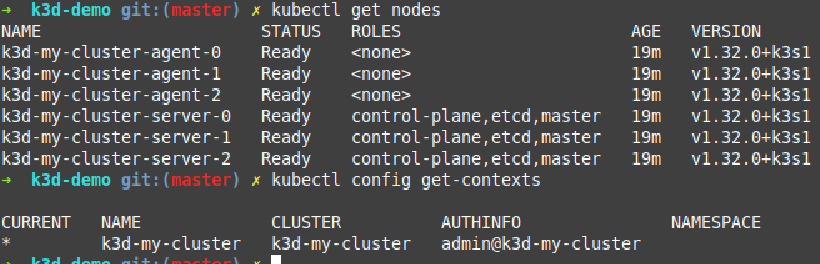 ➜  k3d-demo git:(master) ✗ kubectl get nodes
NAME                      STATUS   ROLES                       AGE   VERSION
k3d-my-cluster-agent-0    Ready    <none>                      19m   v1.32.0+k3s1
k3d-my-cluster-agent-1    Ready    <none>                      19m   v1.32.0+k3s1
k3d-my-cluster-agent-2    Ready    <none>                      19m   v1.32.0+k3s1
k3d-my-cluster-server-0   Ready    control-plane,etcd,master   19m   v1.32.0+k3s1
k3d-my-cluster-server-1   Ready    control-plane,etcd,master   19m   v1.32.0+k3s1
k3d-my-cluster-server-2   Ready    control-plane,etcd,master   19m   v1.32.0+k3s1
➜  k3d-demo git:(master) ✗ kubectl config get-contexts
CURRENT   NAME             CLUSTER          AUTHINFO               NAMESPACE
*         k3d-my-cluster   k3d-my-cluster   admin@k3d-my-cluster
➜  k3d-demo git:(master) ✗